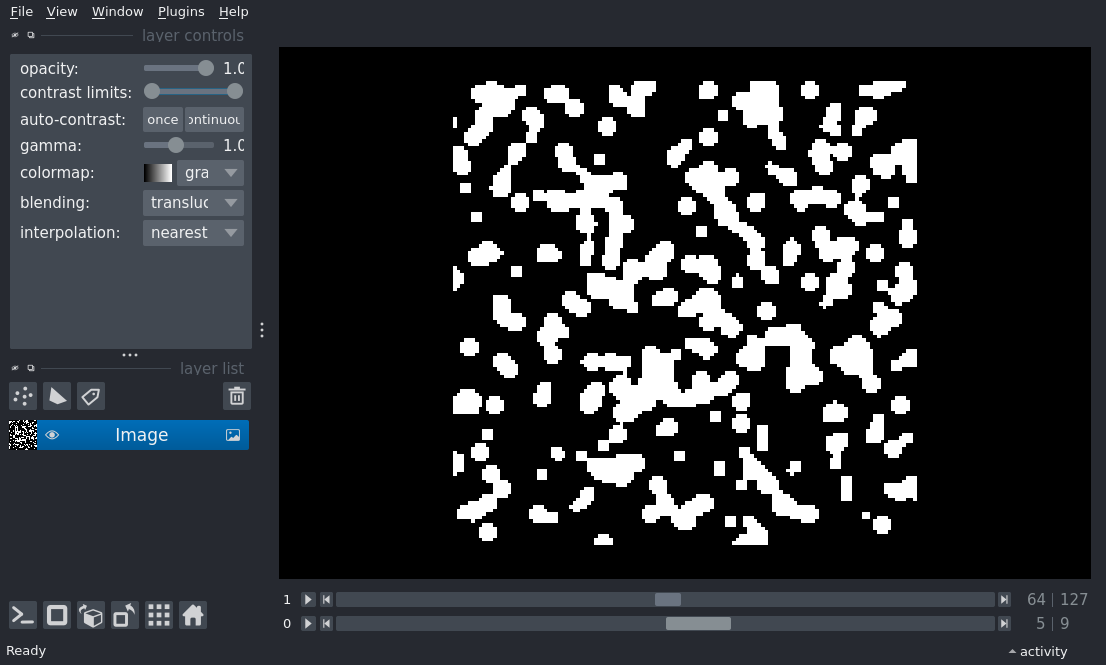 File View Window Plugins Help
layer controls
opacity: 1.0
contrast limits:
auto-contrast: once ontinuou
gamma: 1.0
colormap: gra
blending: transluc
interpolation: nearest
layer list
Image
1 64 | 127
0 5 | 9
Ready activity